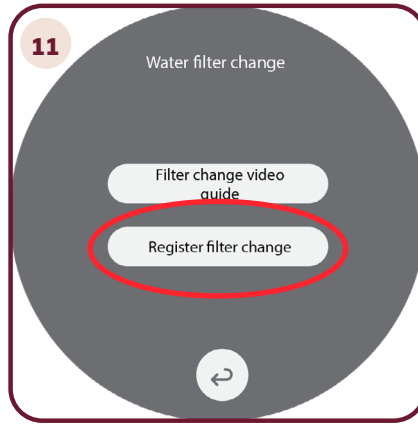 11
Water filter change
Filter change video
guide
Register filter change